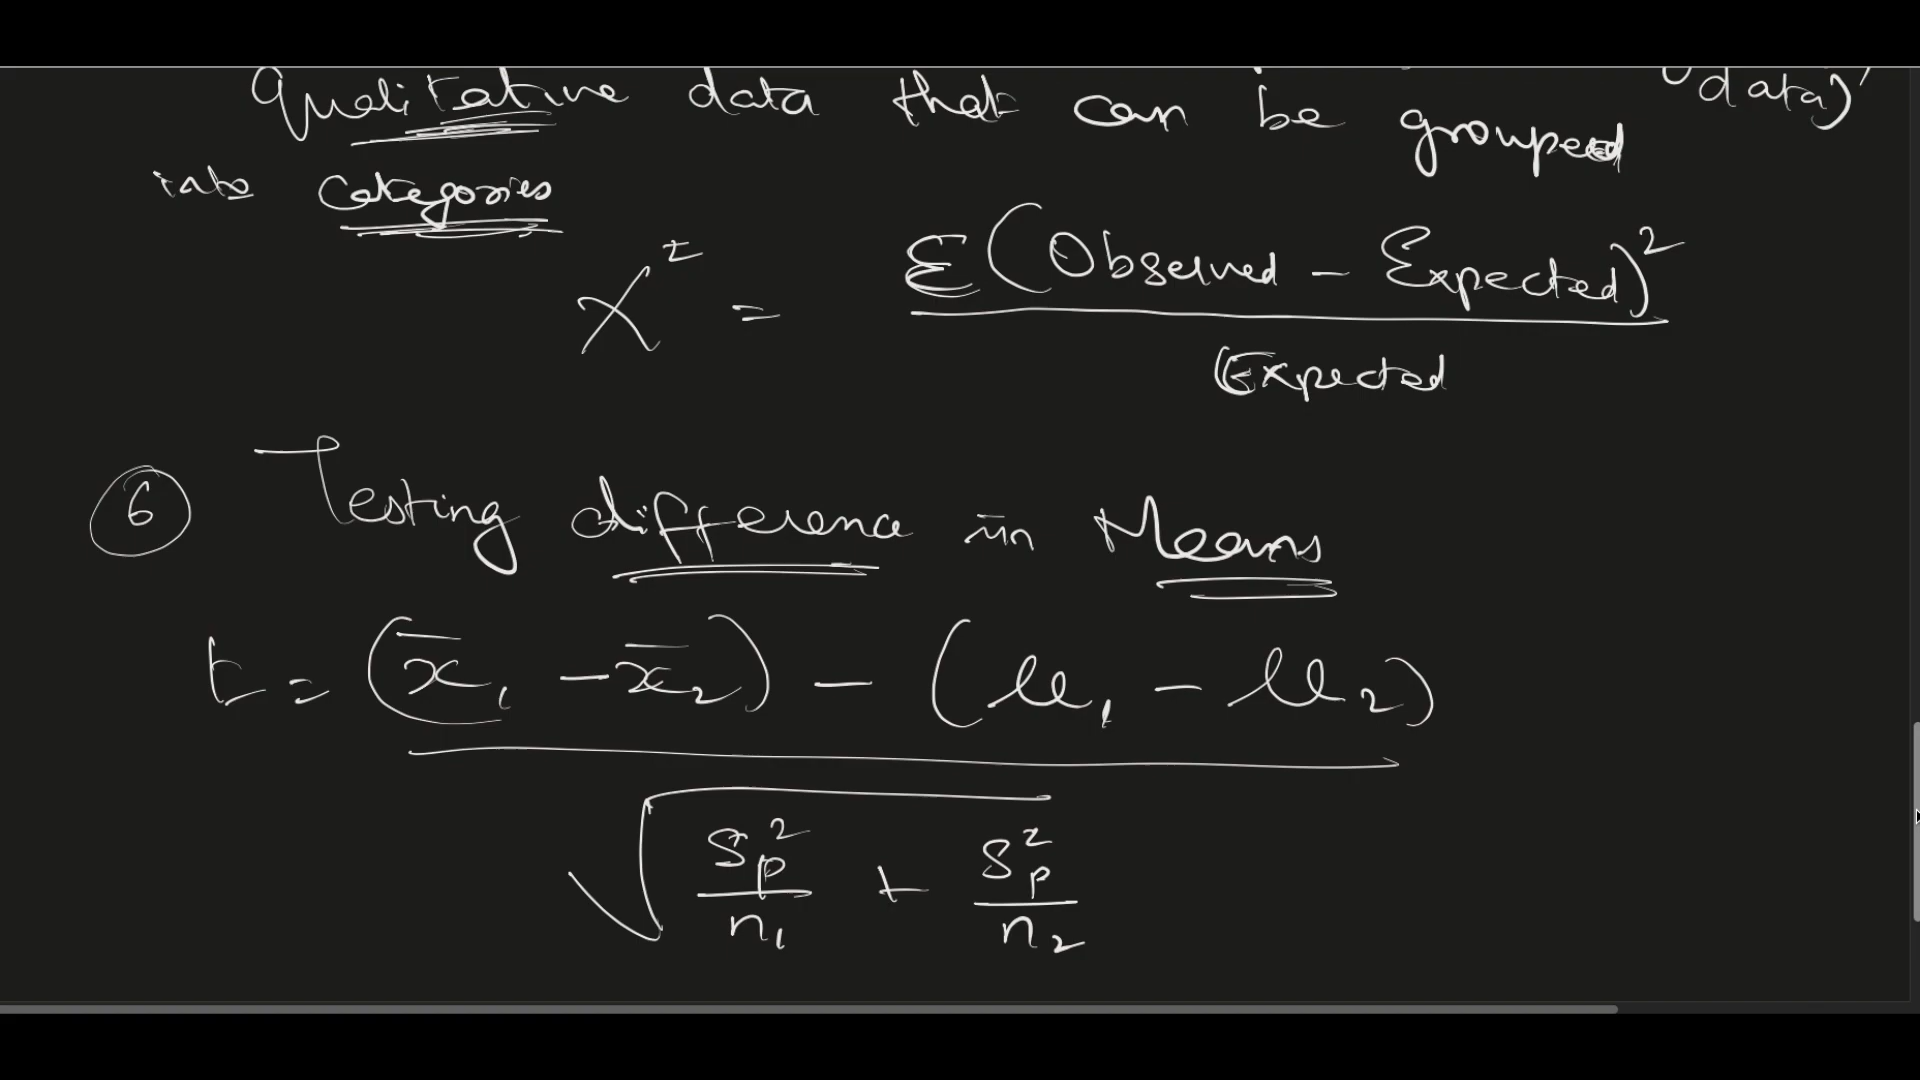 Qualitative data that can be grouped data)
into Categories
χ² = Σ(Observed - Expected)²
Expected
6 Testing difference in Means
t = (x̄₁ - x̄₂) - (μ₁ - μ₂)
√ Sp²/n₁ + Sp²/n₂